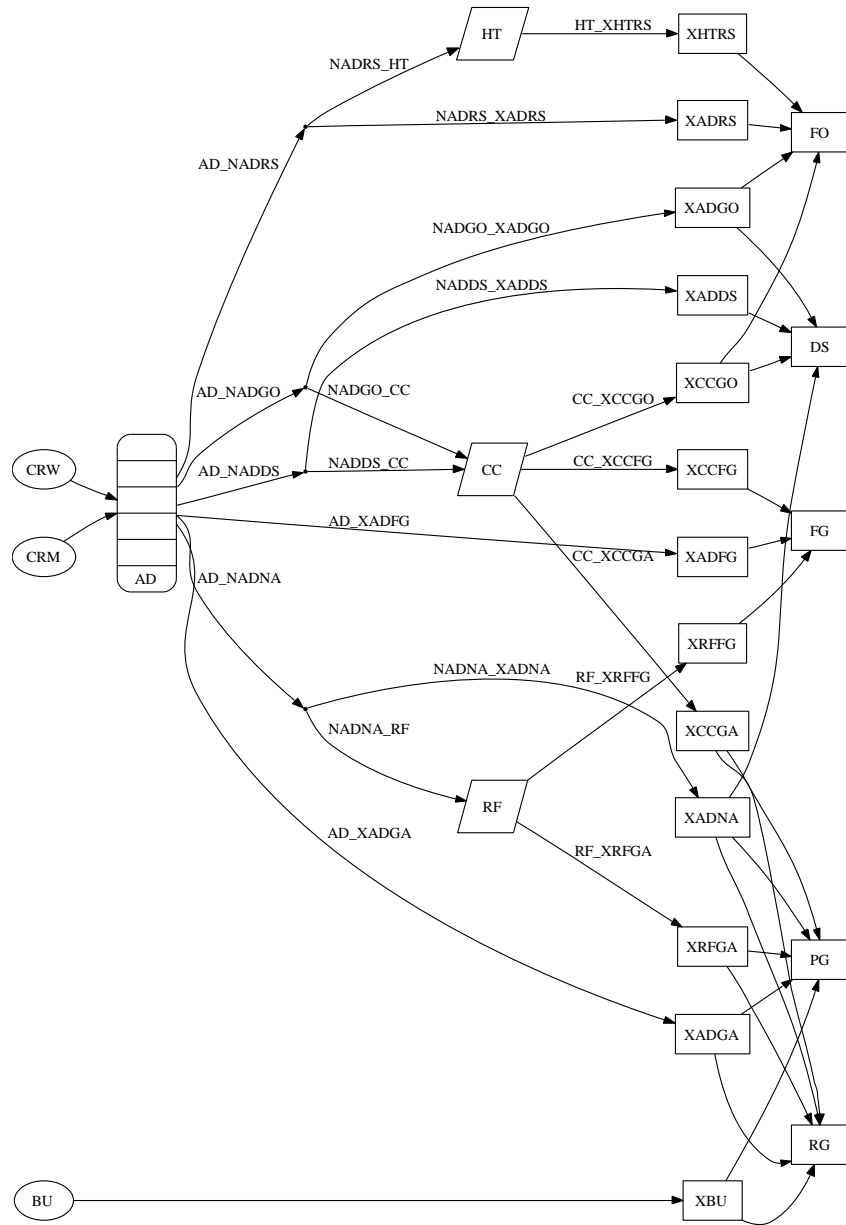 HT
HT_XHTRS
XHTRS
NADRS_HT
NADRS_XADRS
XADRS
FO
AD_NADRS
XADGO
NADGO_XADGO
NADDS_XADDS
XADDS
DS
AD_NADGO
NADGO_CC
XCCGO
CC_XCCGO
CRW
AD_NADDS
NADDS_CC
CC
CC_XCCFG
XCCFG
AD_XADFG
FG
CRM
CC_XCCGA
XADFG
AD
AD_NADNA
XRFFG
NADNA_XADNA
RF_XRFFG
NADNA_RF
XCCGA
RF
XADNA
AD_XADGA
RF_XRFGA
XRFGA
PG
XADGA
RG
BU
XBU